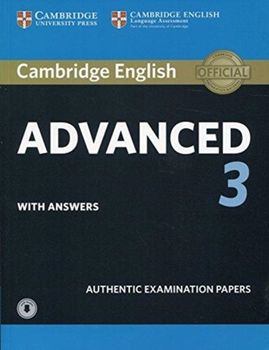 CAMBRIDGE
UNIVERSITY PRESS
CAMBRIDGE ENGLISH
Language Assessment
Part of the University of Cambridge
Cambridge English
OFFICIAL
ADVANCED
3
WITH ANSWERS
AUTHENTIC EXAMINATION PAPERS